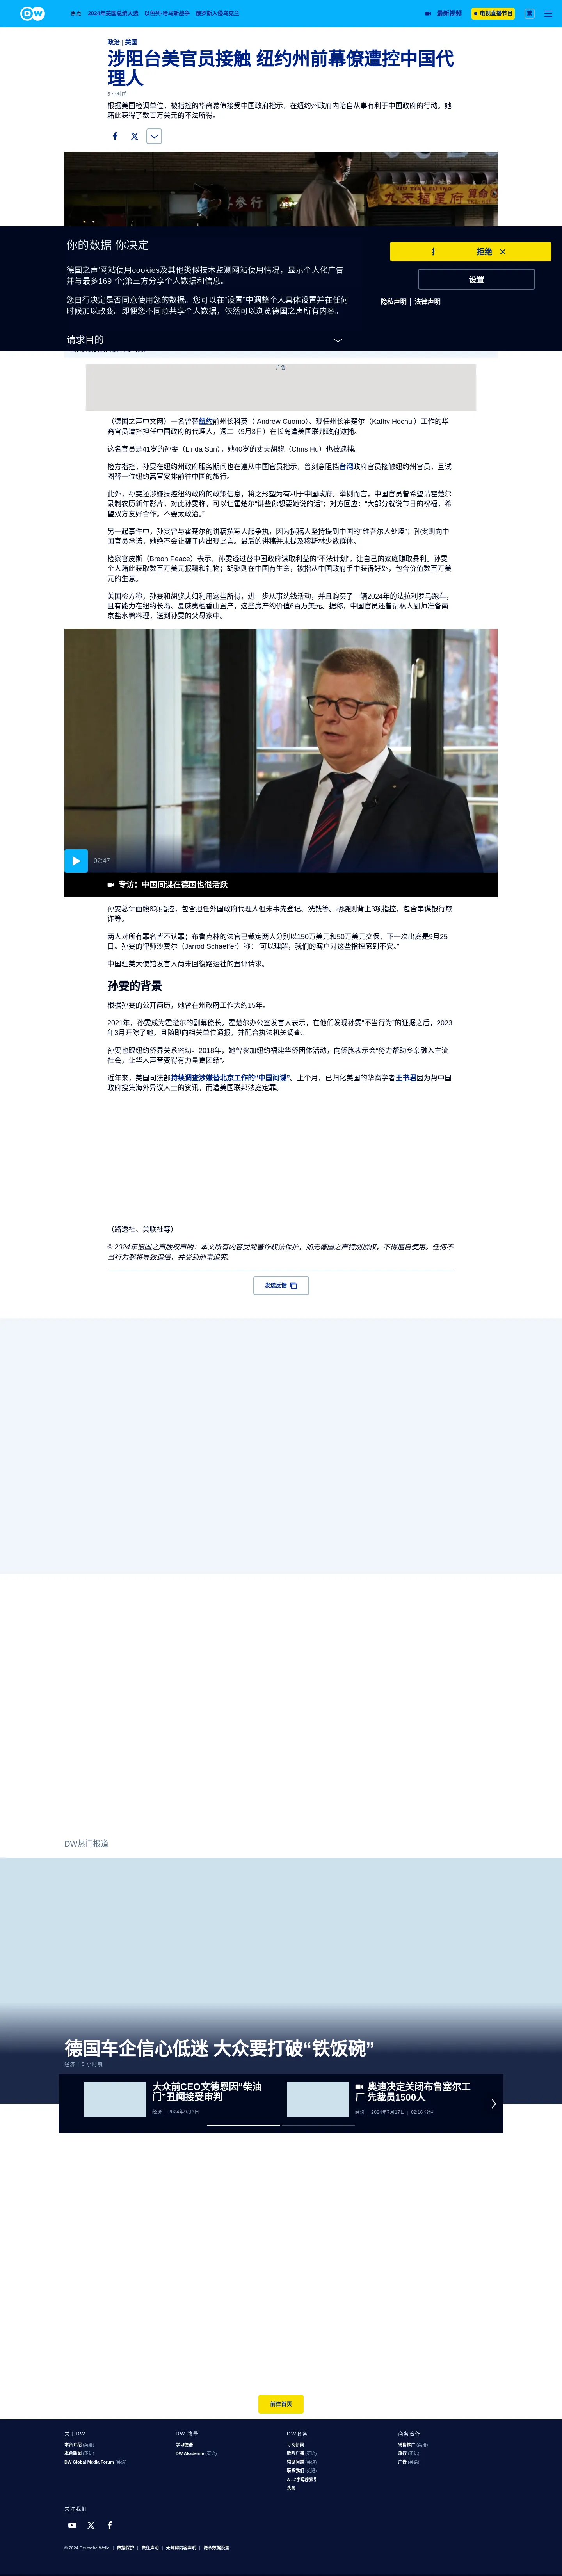 DW
焦点 2024年美国总统大选 以色列-哈马斯战争 俄罗斯入侵乌克兰 最新视频 电视直播节目 繁
政治 | 美国
涉阻台美官员接触 纽约州前幕僚遭控中国代
理人
5 小时前
根据美国检调单位，被指控的华裔幕僚接受中国政府指示，在纽约州政府内暗自从事有利于中国政府的行动。她
藉此获得了数百万美元的不法所得。
你的数据 你决定
德国之声'网站使用cookies及其他类似技术监测网站使用情况，显示个人化广告
并与最多169 个;第三方分享个人数据和信息。
您自行决定是否同意使用您的数据。您可以在“设置”中调整个人具体设置并在任何
时候加以改变。即便您不同意共享个人数据，依然可以浏览德国之声所有内容。
请求目的
拒绝
设置
隐私声明 | 法律声明
广告
（德国之声中文网）一名曾替纽约前州长科莫（ Andrew Cuomo）、现任州长霍楚尔（Kathy Hochul）工作的华
裔官员遭控担任中国政府的代理人，週二（9月3日）在长岛遭美国联邦政府逮捕。
这名官员是41岁的孙雯（Linda Sun），她40岁的丈夫胡骁（Chris Hu）也被逮捕。
检方指控，孙雯在纽约州政府服务期间也在遵从中国官员指示，曾刻意阻挡台湾政府官员接触纽约州官员，且试
图替一位纽约高官安排前往中国的旅行。
此外，孙雯还涉嫌操控纽约政府的政策信息，将之形塑为有利于中国政府。举例而言，中国官员曾希望请霍楚尔
录制农历新年影片，对此孙雯称，可以让霍楚尔“讲些你想要她说的话”；对方回应：“大部分就说节日的祝福，希
望双方友好合作。不要太政治。”
另一起事件中，孙雯曾与霍楚尔的讲稿撰写人起争执，因为撰稿人坚持提到中国的“维吾尔人处境”；孙雯则向中
国官员承诺，她绝不会让稿子内出现此言。最后的讲稿并未提及穆斯林少数群体。
检察官皮斯（Breon Peace）表示，孙雯透过替中国政府谋取利益的“不法计划”，让自己的家庭赚取暴利。孙雯
个人藉此获取数百万美元报酬和礼物；胡骁则在中国有生意，被指从中国政府手中获得好处，包含价值数百万美
元的生意。
美国检方称，孙雯和胡骁夫妇利用这些所得，进一步从事洗钱活动，并且购买了一辆2024年的法拉利罗马跑车，
且有能力在纽约长岛、夏威夷檀香山置产，这些房产约价值6百万美元。据称，中国官员还曾请私人厨师准备南
京盐水鸭料理，送到孙雯的父母家中。
02:47
专访：中国间谍在德国也很活跃
孙雯总计面临8项指控，包含担任外国政府代理人但未事先登记、洗钱等。胡骁则背上3项指控，包含串谋银行欺
诈等。
两人对所有罪名皆不认罪；布鲁克林的法官已裁定两人分别以150万美元和50万美元交保，下一次出庭是9月25
日。孙雯的律师沙费尔（Jarrod Schaeffer）称：“可以理解，我们的客户对这些指控感到不安。”
中国驻美大使馆发言人尚未回復路透社的置评请求。
孙雯的背景
根据孙雯的公开简历，她曾在州政府工作大约15年。
2021年，孙雯成为霍楚尔的副幕僚长。霍楚尔办公室发言人表示，在他们发现孙雯“不当行为”的证据之后，2023
年3月开除了她，且随即向相关单位通报，并配合执法机关调查。
孙雯也跟纽约侨界关系密切。2018年，她曾参加纽约福建华侨团体活动，向侨胞表示会“努力帮助乡亲融入主流
社会，让华人声音变得有力量更团结”。
近年来，美国司法部持续调查涉嫌替北京工作的“中国间谍”。上个月，已归化美国的华裔学者王书君因为帮中国
政府搜集海外异议人士的资讯，而遭美国联邦法庭定罪。
（路透社、美联社等）
© 2024年德国之声版权声明：本文所有内容受到著作权法保护，如无德国之声特别授权，不得擅自使用。任何不
当行为都将导致追偿，并受到刑事追究。
发送反馈
DW热门报道
德国车企信心低迷 大众要打破“铁饭碗”
经济 | 5 小时前
大众前CEO文德恩因“柴油
门”丑闻接受审判
经济 | 2024年9月3日
奥迪决定关闭布鲁塞尔工
厂 先裁员1500人
经济 | 2024年7月17日 | 02:16 分钟
前往首页
关于DW
本台介绍 (英语)
本台新闻 (英语)
DW Global Media Forum (英语)
DW 教學
学习德语
DW Akademie (英语)
DW服务
订阅新闻
收听广播 (英语)
常见问题 (英语)
联系我们 (英语)
A - Z字母序索引
头条
商务合作
销售推广 (英语)
旅行 (英语)
广告 (英语)
关注我们
© 2024 Deutsche Welle | 数据保护 | 责任声明 | 无障碍内容声明 | 隐私数据设置